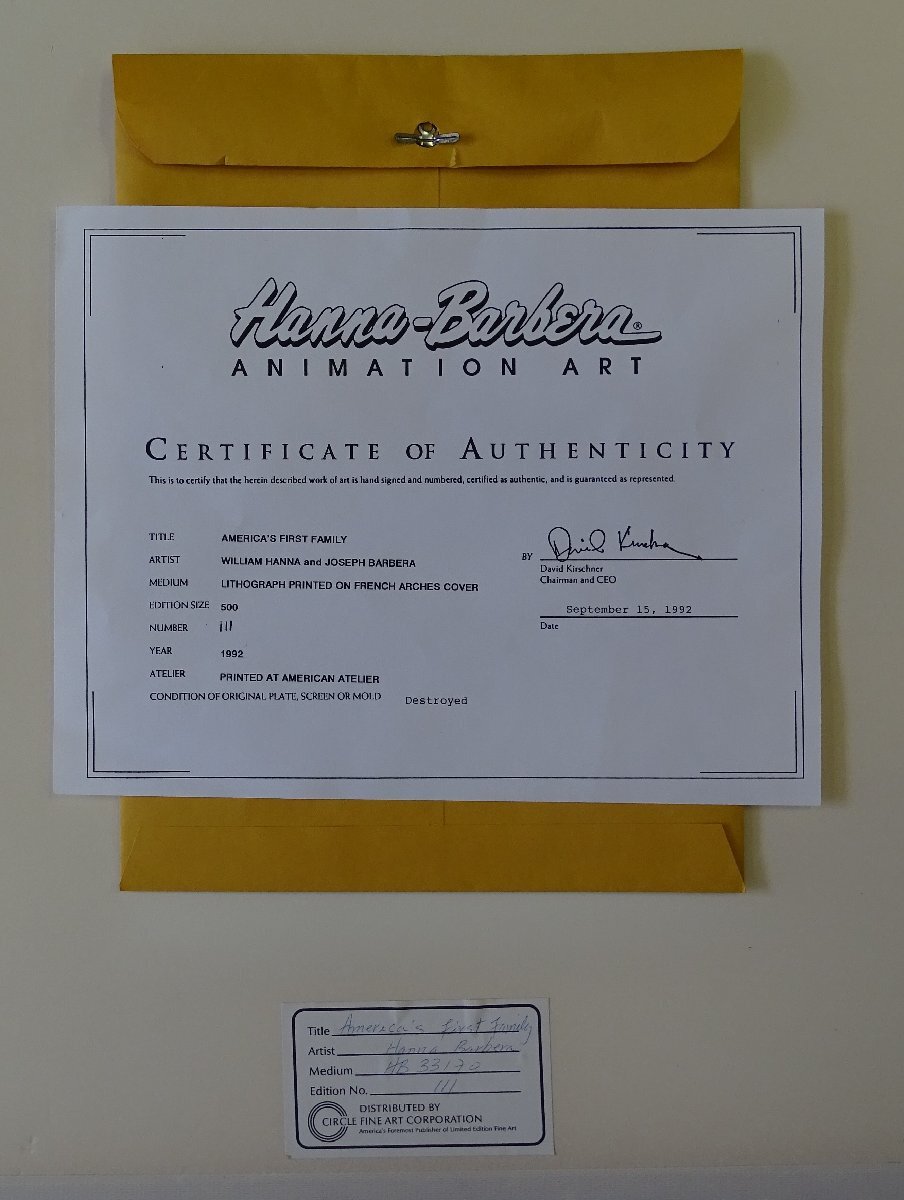 Hanna-Barbera®
ANIMATION ART
CERTIFICATE OF AUTHENTICITY
This is to certify that the herein described work of art is hand signed and numbered, certified as authentic, and is guaranteed as represented.
TITLE AMERICA'S FIRST FAMILY
ARTIST WILLIAM HANNA and JOSEPH BARBERA
MEDIUM LITHOGRAPH PRINTED ON FRENCH ARCHES COVER
EDITION SIZE 500
NUMBER 111
YEAR 1992
ATELIER PRINTED AT AMERICAN ATELIER
CONDITION OF ORIGINAL PLATE, SCREEN OR MOLD Destroyed
BY David Kirschner
David Kirschner
Chairman and CEO
September 15, 1992
Date
Title America's First Family
Artist Hanna Barbera
Medium HB 33170
Edition No. 111
DISTRIBUTED BY
CIRCLE FINE ART CORPORATION
America's Foremost Publisher of Limited Edition Fine Art